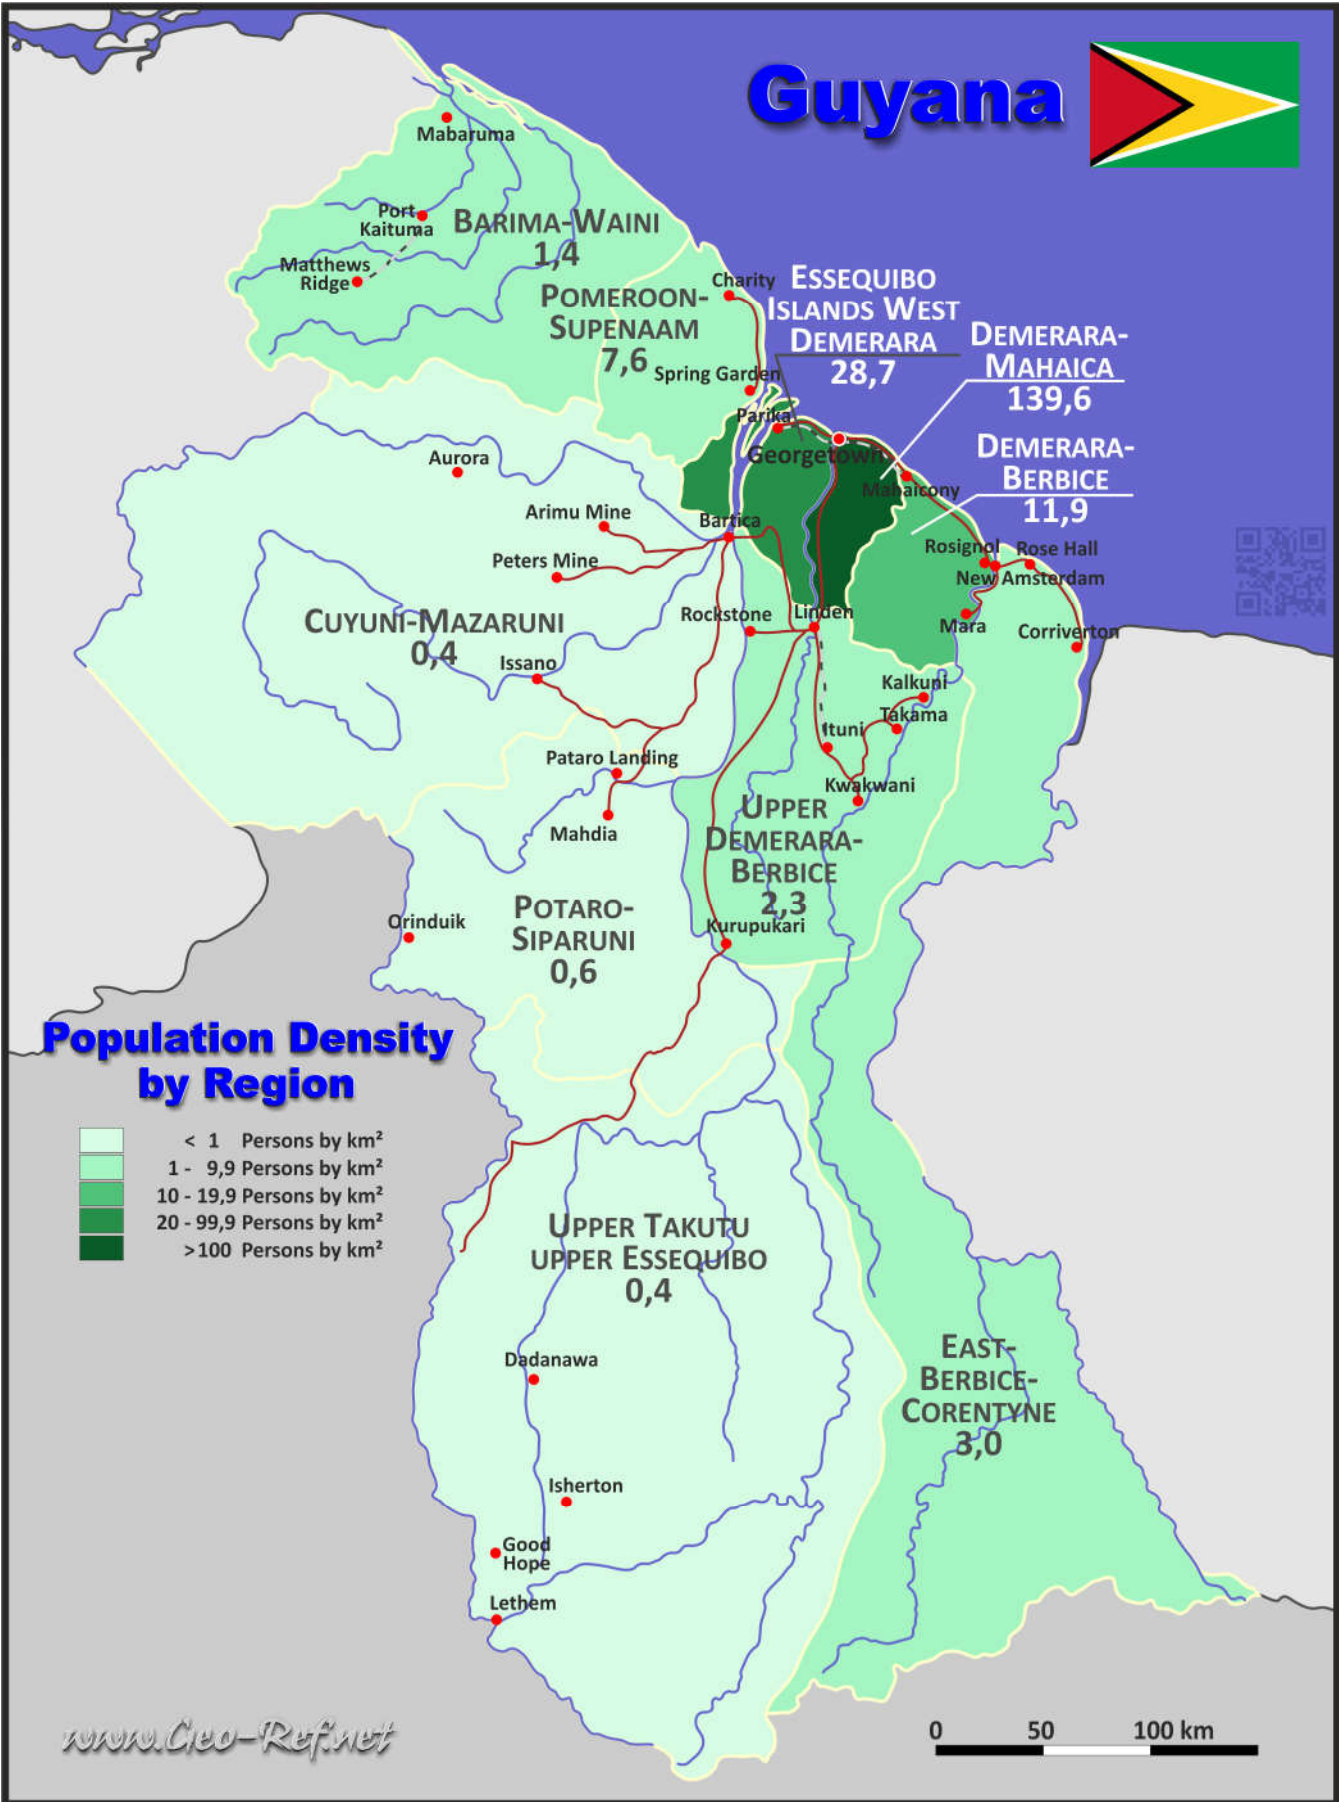 Guyana
Mabaruma
Port
Kaituma
BARIMA-WAINI
1,4
Matthews
Ridge
POMEROON-
SUPENAAM
7,6
Charity
Spring Garden
ESSEQUIBO
ISLANDS WEST
DEMERARA
28,7
DEMERARA-
MAHAICA
139,6
DEMERARA-
BERBICE
11,9
Parika
Georgetown
Mahaicony
Aurora
Arimu Mine
Bartica
Peters Mine
Rosignol
Rose Hall
New Amsterdam
CUYUNI-MAZARUNI
0,4
Rockstone
Linden
Mara
Corriverton
Issano
Kalkuni
Takama
Ituni
Pataro Landing
Kwakwani
Mahdia
UPPER
DEMERARA-
BERBICE
2,3
Orinduik
POTARO-
SIPARUNI
0,6
Kurupukari
Population Density
by Region
< 1 Persons by km²
1 - 9,9 Persons by km²
10 - 19,9 Persons by km²
20 - 99,9 Persons by km²
>100 Persons by km²
UPPER TAKUTU
UPPER ESSEQUIBO
0,4
Dadanawa
EAST-
BERBICE-
CORENTYNE
3,0
Isherton
Good
Hope
Lethem
www.Geo-Ref.net
0 50 100 km